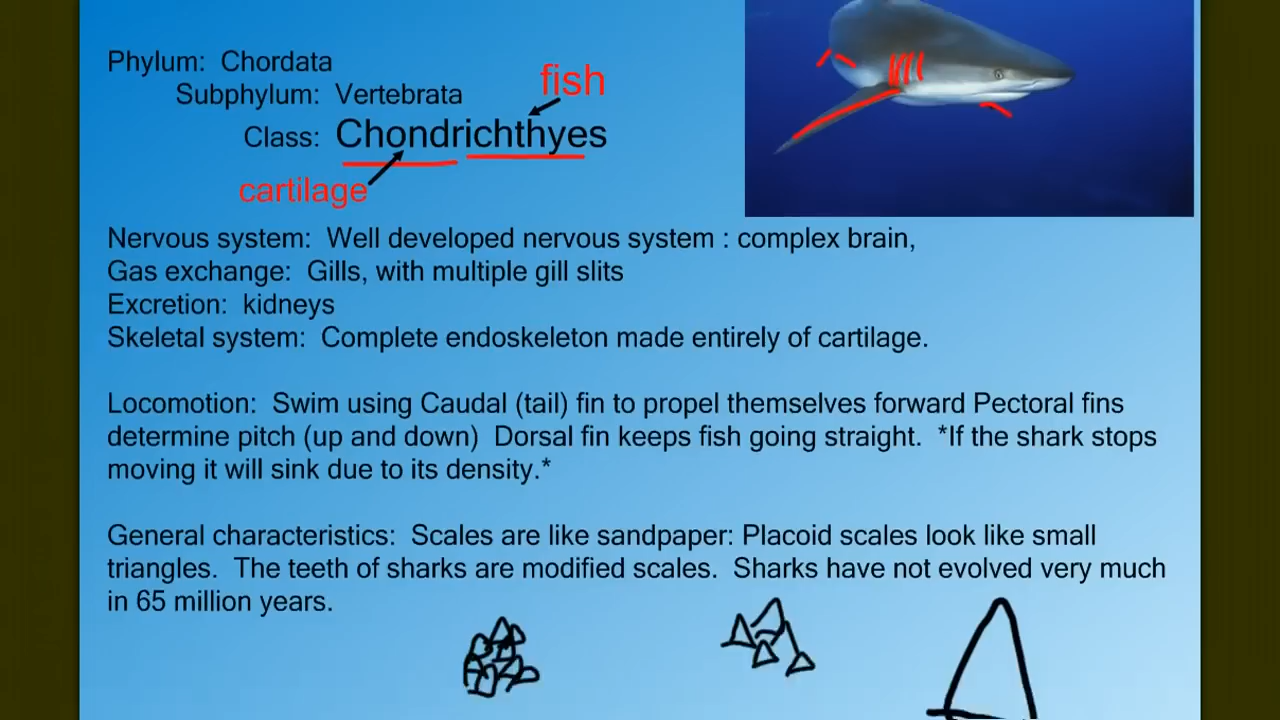 Phylum: Chordata
fish
Subphylum: Vertebrata
Class: Chondrichthyes
cartilage
Nervous system: Well developed nervous system : complex brain,
Gas exchange: Gills, with multiple gill slits
Excretion: kidneys
Skeletal system: Complete endoskeleton made entirely of cartilage.
Locomotion: Swim using Caudal (tail) fin to propel themselves forward Pectoral fins
determine pitch (up and down) Dorsal fin keeps fish going straight. *If the shark stops
moving it will sink due to its density.*
General characteristics: Scales are like sandpaper: Placoid scales look like small
triangles. The teeth of sharks are modified scales. Sharks have not evolved very much
in 65 million years.